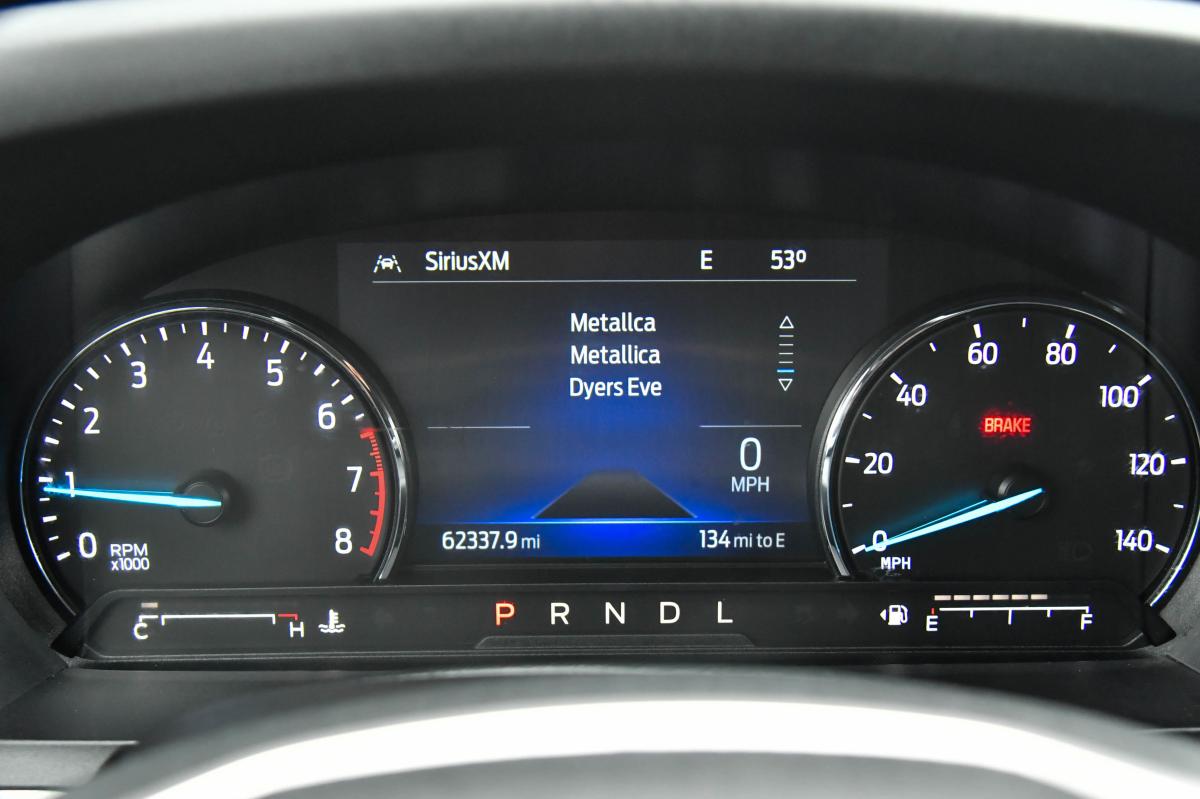 SiriusXM E 53º
Metallca
Metallica
Dyers Eve
0
MPH
62337.9 mi 134 mi to E
0 1 2 3 4 5 6 7 8
RPM
x1000
0 20 40 60 80 100 120 140
BRAKE
MPH
C H
P R N D L
E F